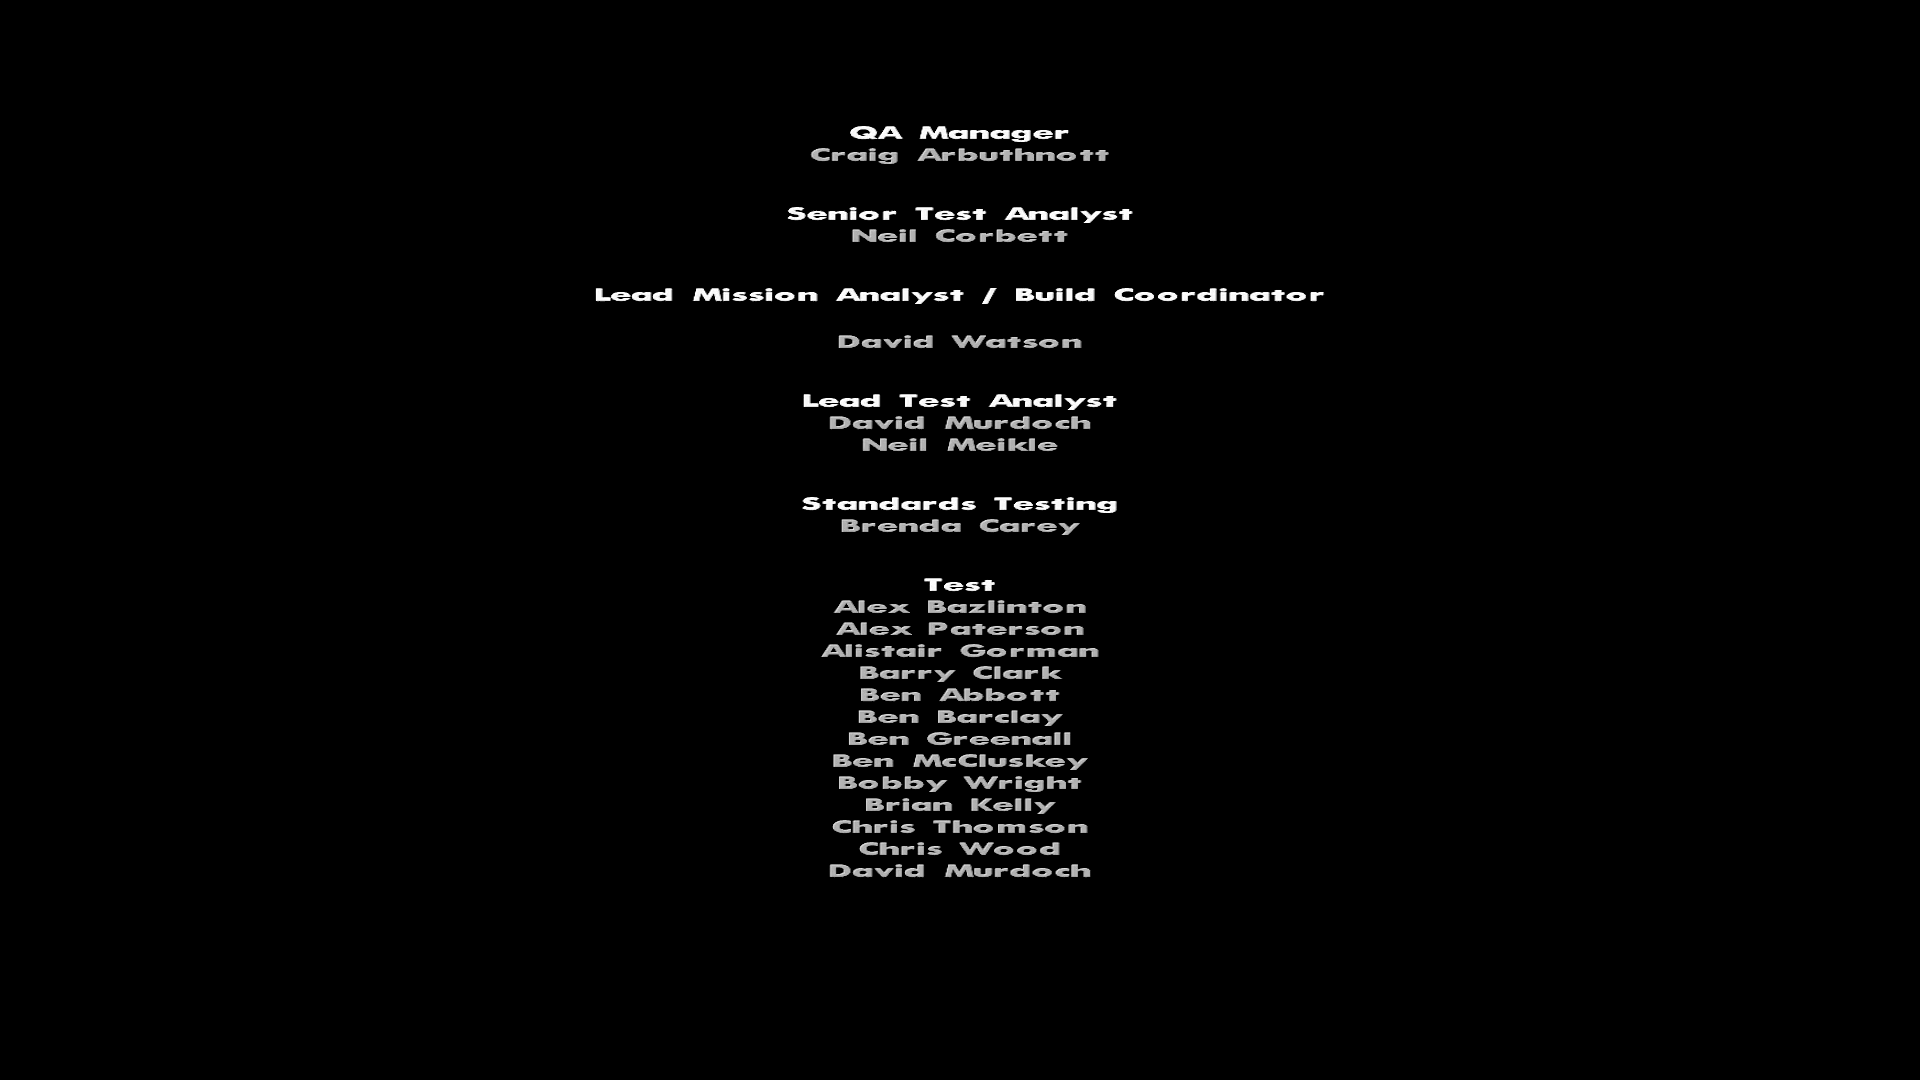 QA Manager
Craig Arbuthnott
Senior Test Analyst
Neil Corbett
Lead Mission Analyst / Build Coordinator
David Watson
Lead Test Analyst
David Murdoch
Neil Meikle
Standards Testing
Brenda Carey
Test
Alex Bazlinton
Alex Paterson
Alistair Gorman
Barry Clark
Ben Abbott
Ben Barclay
Ben Greenall
Ben McCluskey
Bobby Wright
Brian Kelly
Chris Thomson
Chris Wood
David Murdoch